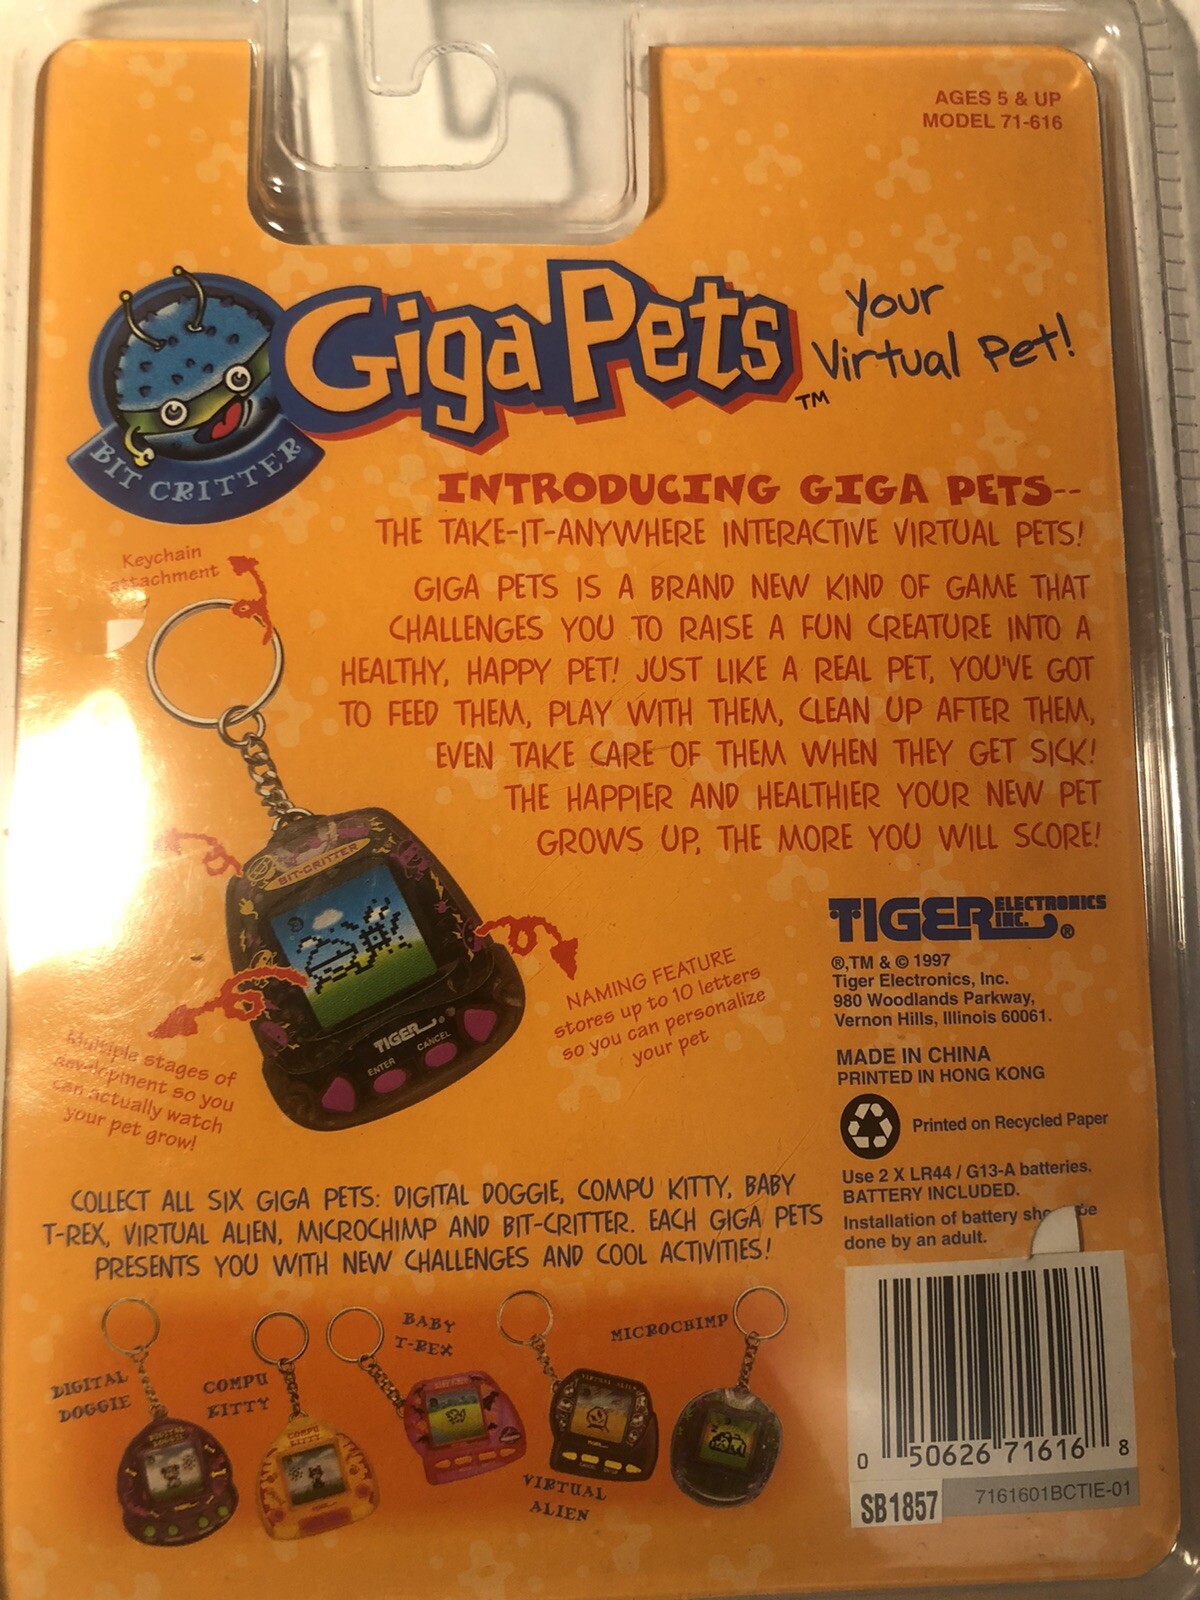 AGES 5 & UP
MODEL 71-616
Giga Pets
TM
Your
Virtual Pet!
BIT CRITTER
INTRODUCING GIGA PETS--
THE TAKE-IT-ANYWHERE INTERACTIVE VIRTUAL PETS!
Keychain
attachment
GIGA PETS IS A BRAND NEW KIND OF GAME THAT
CHALLENGES YOU TO RAISE A FUN CREATURE INTO A
HEALTHY, HAPPY PET! JUST LIKE A REAL PET, YOU'VE GOT
TO FEED THEM, PLAY WITH THEM, CLEAN UP AFTER THEM,
EVEN TAKE CARE OF THEM WHEN THEY GET SICK!
THE HAPPIER AND HEALTHIER YOUR NEW PET
GROWS UP, THE MORE YOU WILL SCORE!
BIT-CRITTER
TIGER
ENTER
CANCEL
NAMING FEATURE
stores up to 10 letters
so you can personalize
your pet
Multiple stages of
development so you
can actually watch
your pet grow!
TIGER ELECTRONICS INC.®
®,TM & © 1997
Tiger Electronics, Inc.
980 Woodlands Parkway,
Vernon Hills, Illinois 60061.
MADE IN CHINA
PRINTED IN HONG KONG
Printed on Recycled Paper
Use 2 X LR44 / G13-A batteries.
BATTERY INCLUDED.
Installation of battery be
done by an adult.
COLLECT ALL SIX GIGA PETS: DIGITAL DOGGIE, COMPU KITTY, BABY
T-REX, VIRTUAL ALIEN, MICROCHIMP AND BIT-CRITTER. EACH GIGA PETS
PRESENTS YOU WITH NEW CHALLENGES AND COOL ACTIVITIES!
DIGITAL
DOGGIE
COMPU
KITTY
BABY
T-REX
VIRTUAL
ALIEN
MICROCHIMP
DIGITAL
DOGGIE
COMPU
KITTY
VIRTUAL ALIEN
0 50626 71616 8
SB1857
7161601BCTIE-01